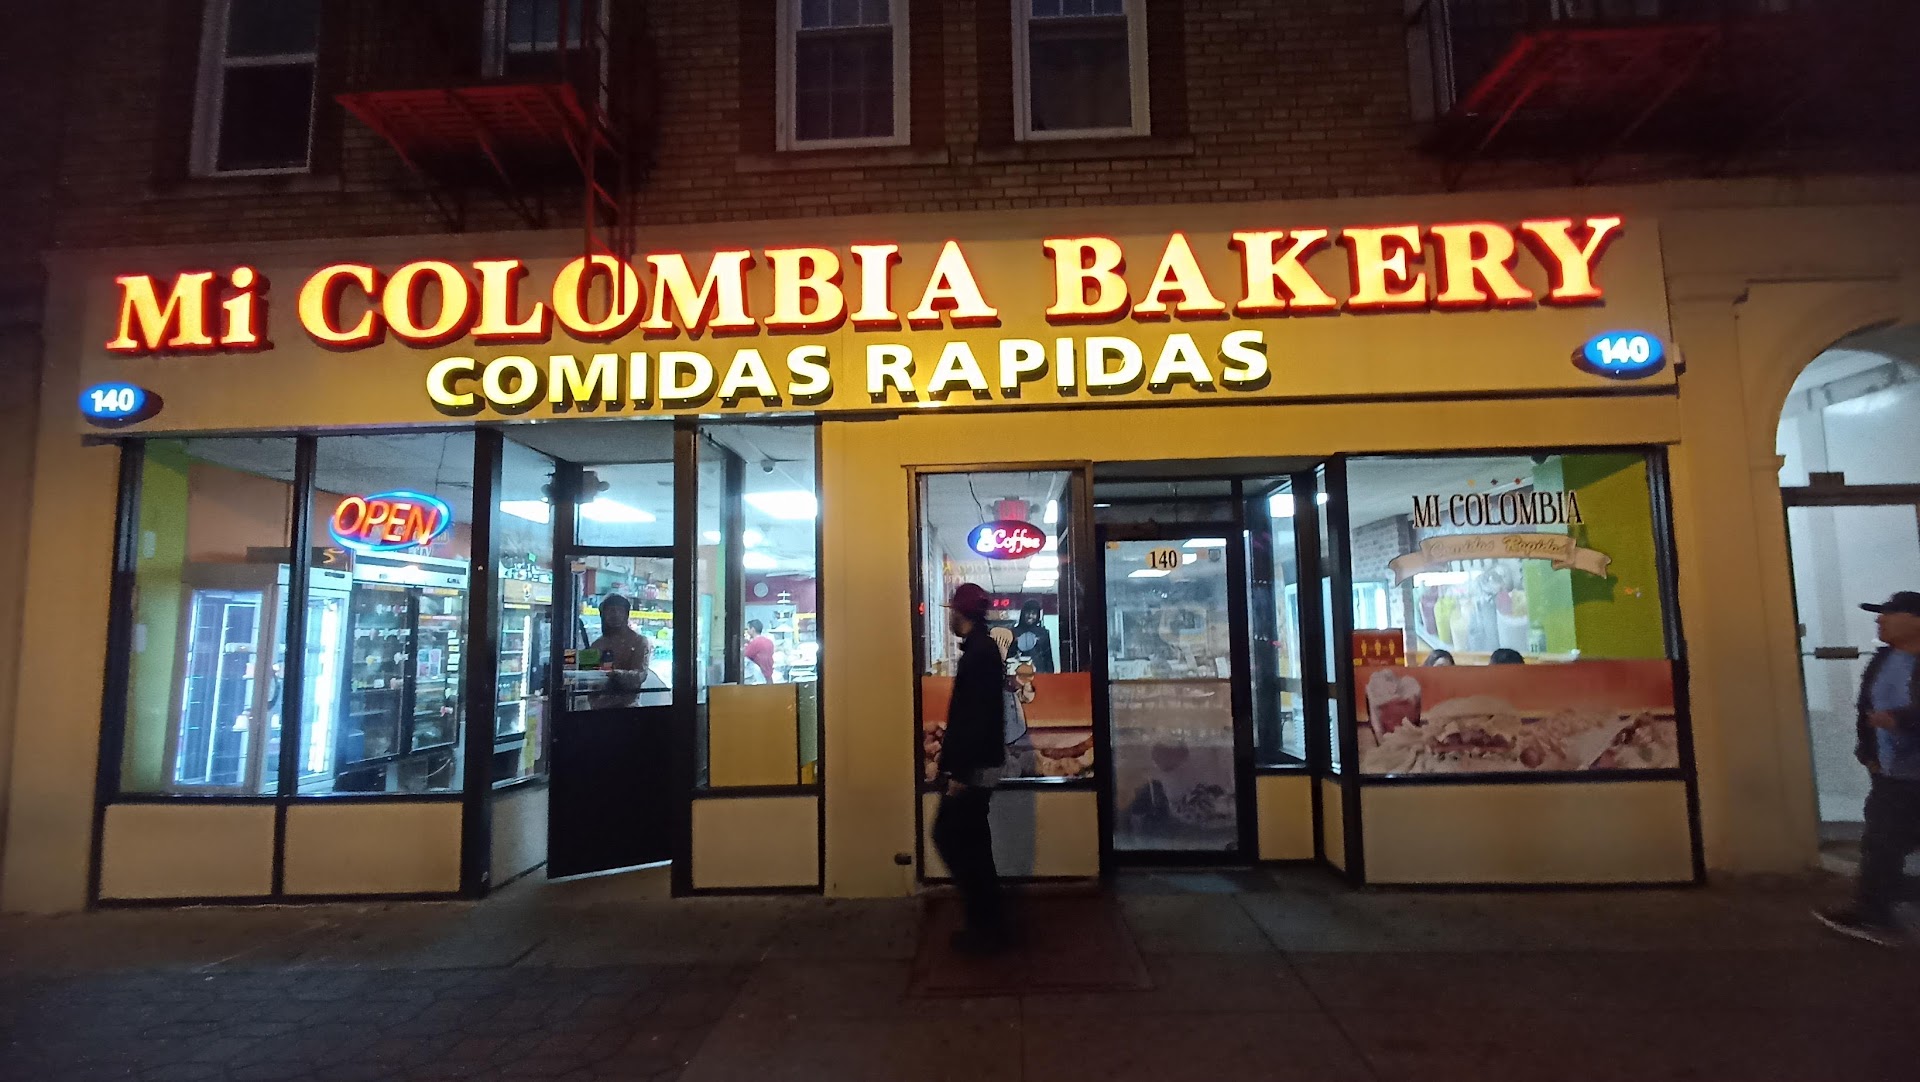 Mi COLOMBIA BAKERY
COMIDAS RAPIDAS
140
140
OPEN
Coffee
140
MI COLOMBIA
Comidas Rapidas